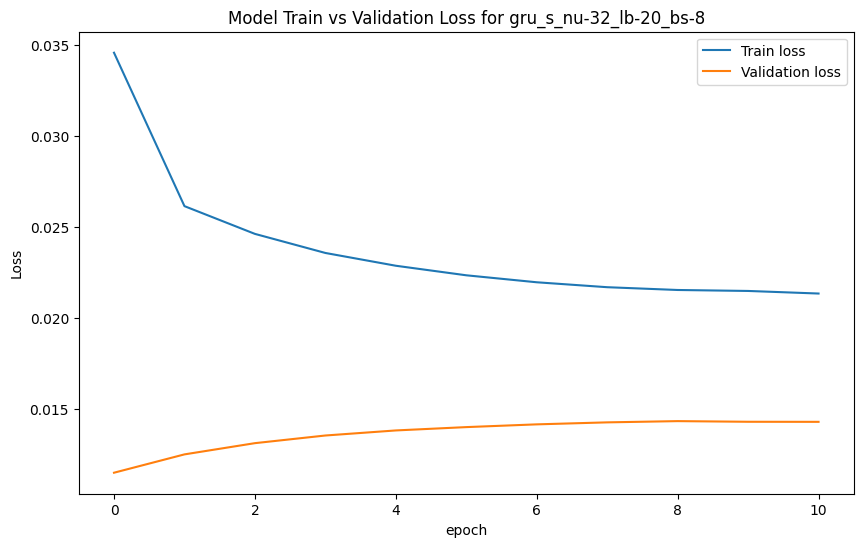 Model Train vs Validation Loss for gru_s_nu-32_lb-20_bs-8
Train loss
Validation loss
0.035
0.030
0.025
0.020
0.015
Loss
0 2 4 6 8 10
epoch